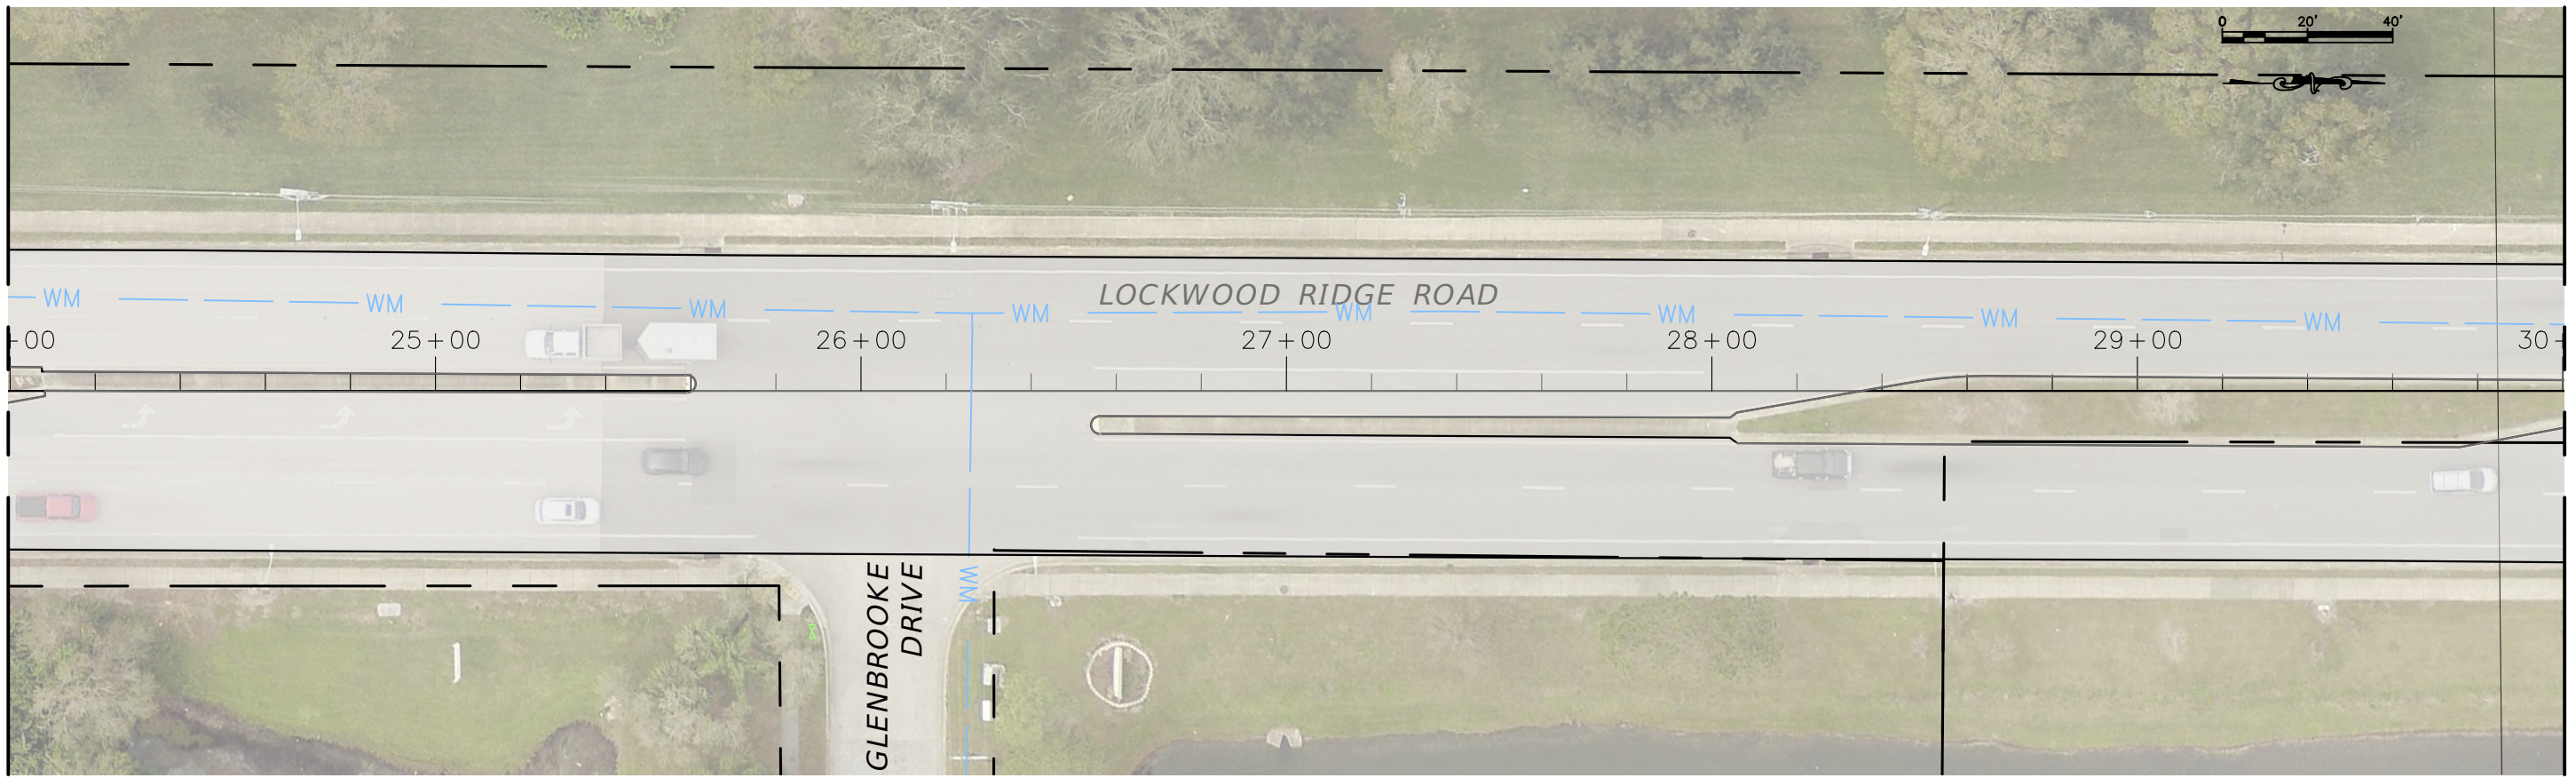 0 20' 40'
LOCKWOOD RIDGE ROAD
WM WM WM WM WM WM WM WM
+00 25+00 26+00 27+00 28+00 29+00 30+
WM
GLENBROOKE
DRIVE